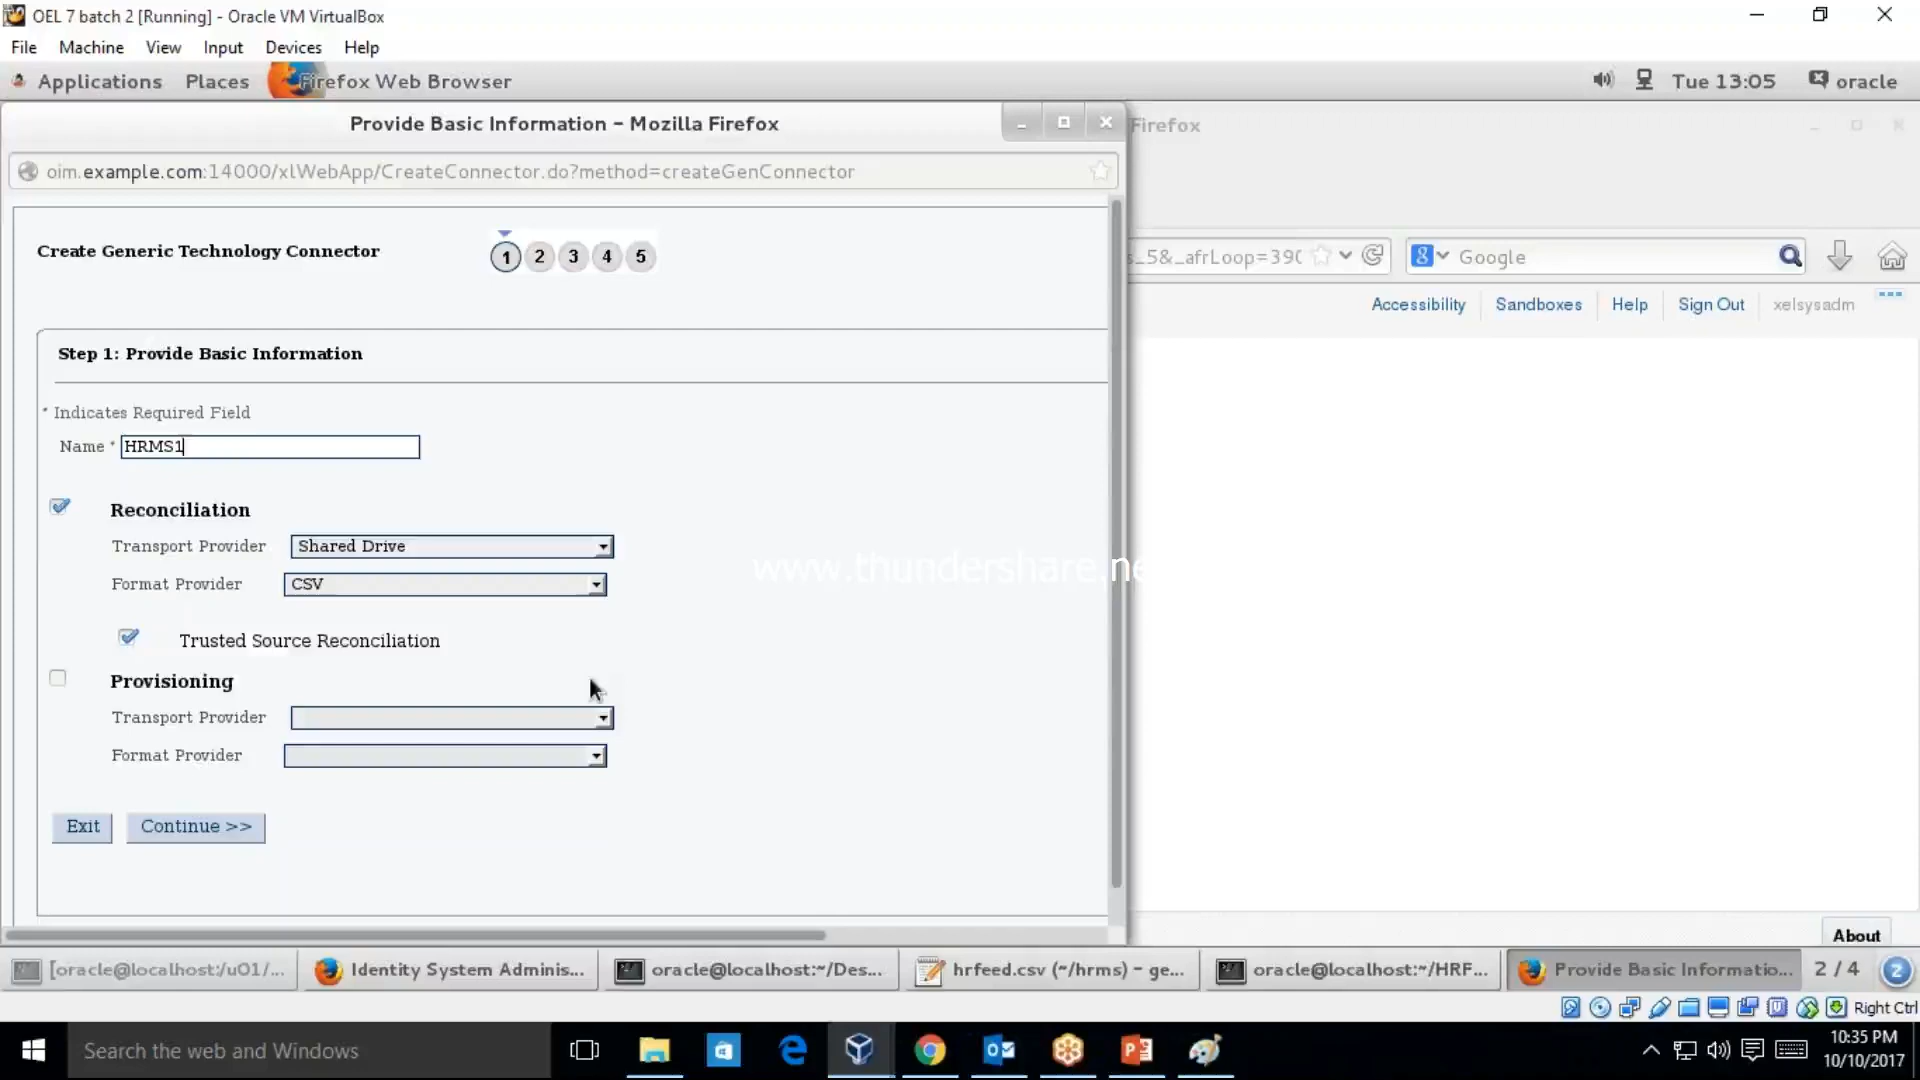 OEL 7 batch 2 [Running] - Oracle VM VirtualBox
File Machine View Input Devices Help
Applications Places Firefox Web Browser Tue 13:05 oracle
Provide Basic Information - Mozilla Firefox
Firefox
oim.example.com:14000/xlWebApp/CreateConnector.do?method=createGenConnector
s_5&_afrLoop=390
Google
Accessibility Sandboxes Help Sign Out xelsysadm
Create Generic Technology Connector
1 2 3 4 5
Step 1: Provide Basic Information
* Indicates Required Field
Name * HRMS1
Reconciliation
Transport Provider Shared Drive
Format Provider CSV
www.thundershare.ne
Trusted Source Reconciliation
Provisioning
Transport Provider
Format Provider
Exit Continue >>
About
[oracle@localhost:/u01/... Identity System Adminis... oracle@localhost:~/Des... hrfeed.csv (~/hrms) - ge... oracle@localhost:~/HRF... Provide Basic Informatio... 2 / 4 2
Right Ctrl
Search the web and Windows
10:35 PM
10/10/2017